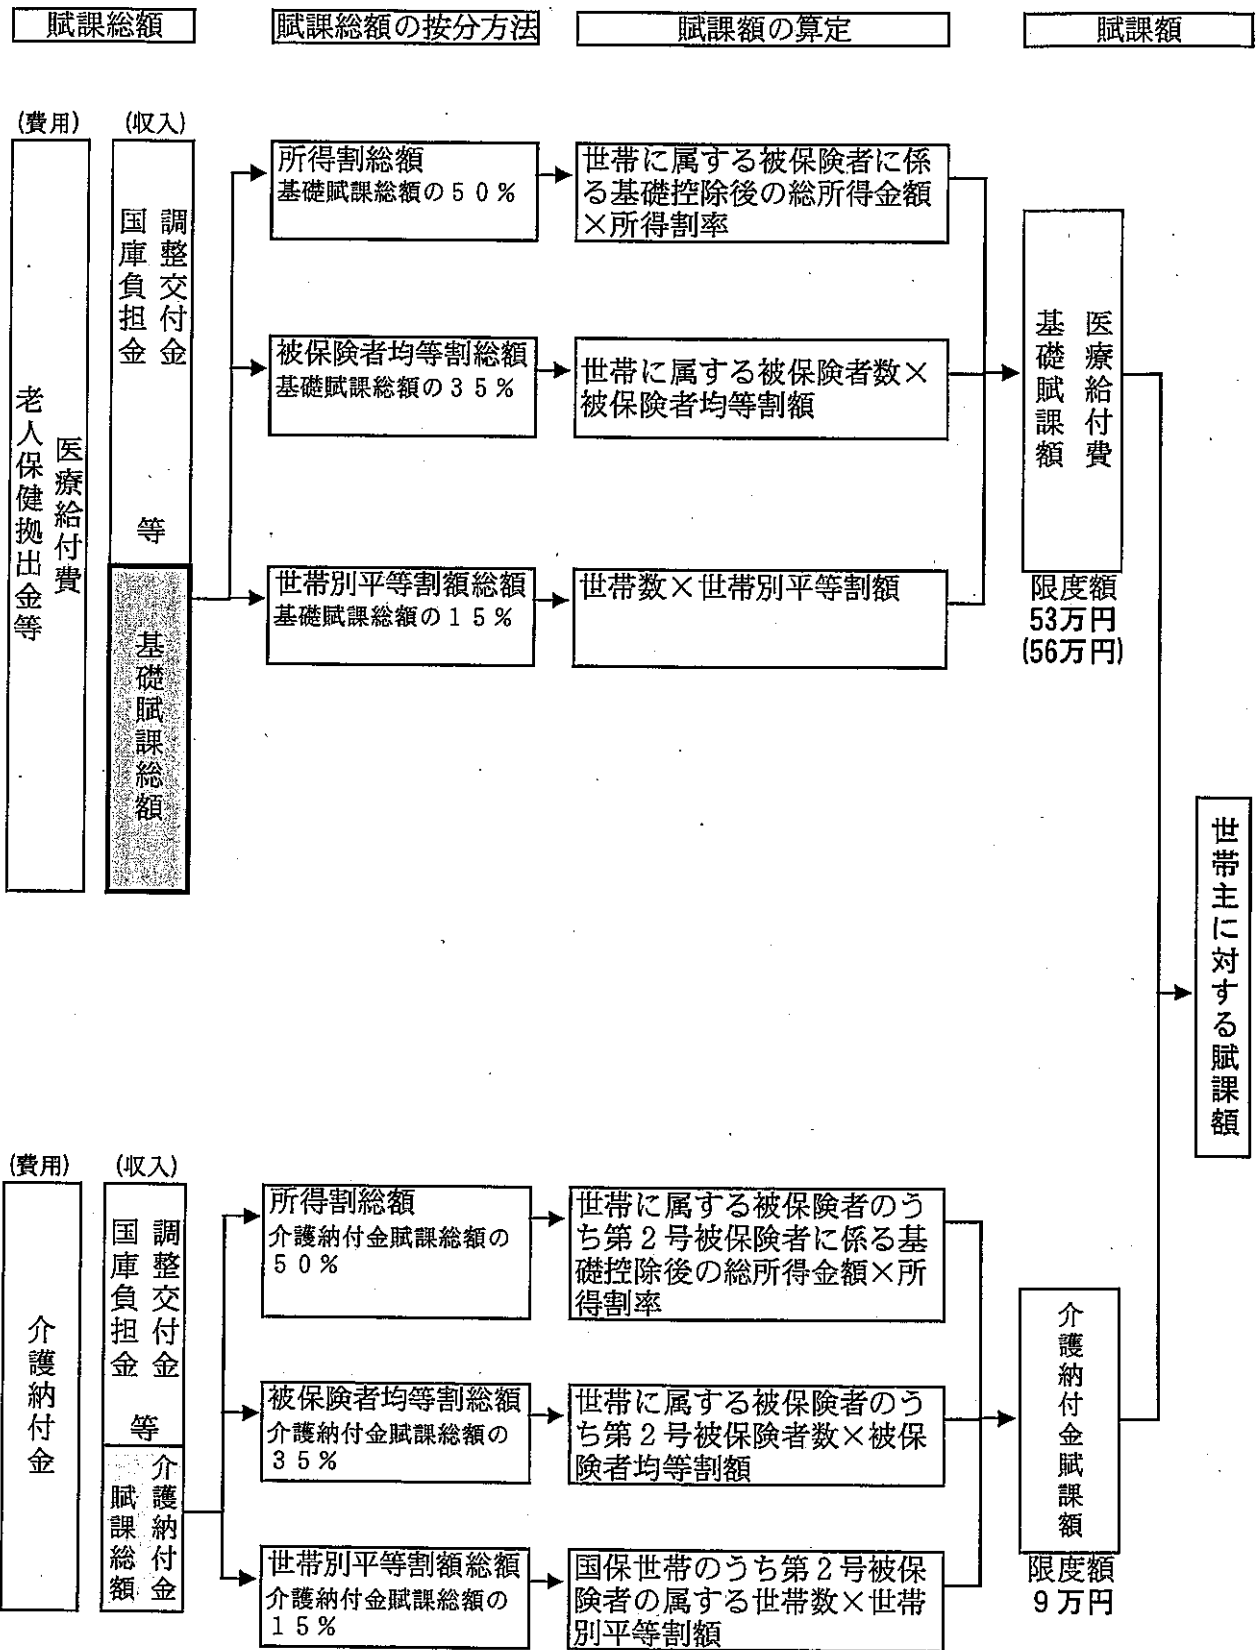 賦課総額
賦課総額の按分方法
賦課額の算定
賦課額
(費用)
(収入)
医療給付費
老人保健拠出金等
調整交付金
国庫負担金
等
基礎賦課総額
所得割総額
基礎賦課総額の50%
世帯に属する被保険者に係
る基礎控除後の総所得金額
×所得割率
被保険者均等割総額
基礎賦課総額の35%
世帯に属する被保険者数×
被保険者均等割額
世帯別平等割額総額
基礎賦課総額の15%
世帯数×世帯別平等割額
医療給付費
基礎賦課額
限度額
53万円
(56万円)
世帯主に対する賦課額
(費用)
(収入)
介護納付金
調整交付金
国庫負担金
等
介護納付金
賦課総額
所得割総額
介護納付金賦課総額の
50%
世帯に属する被保険者のう
ち第2号被保険者に係る基
礎控除後の総所得金額×所
得割率
被保険者均等割総額
介護納付金賦課総額の
35%
世帯に属する被保険者のう
ち第2号被保険者数×被保
険者均等割額
世帯別平等割額総額
介護納付金賦課総額の
15%
国保世帯のうち第2号被保
険者の属する世帯数×世帯
別平等割額
介護納付金賦課額
限度額
9万円